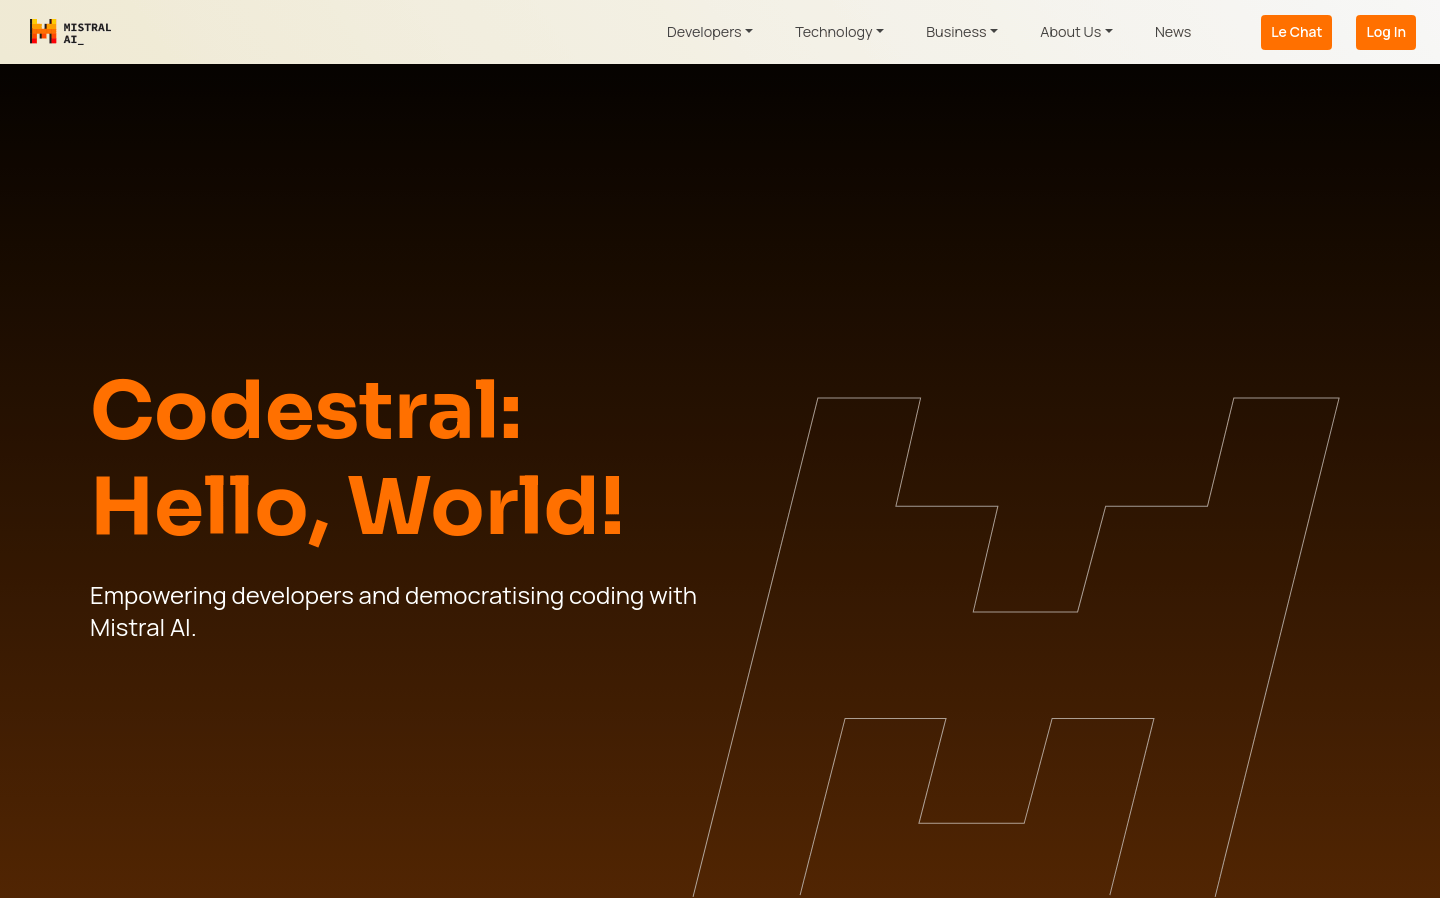 MISTRAL
AI_
Developers
Technology
Business
About Us
News
Le Chat
Log In
Codestral:
Hello, World!
Empowering developers and democratising coding with
Mistral AI.